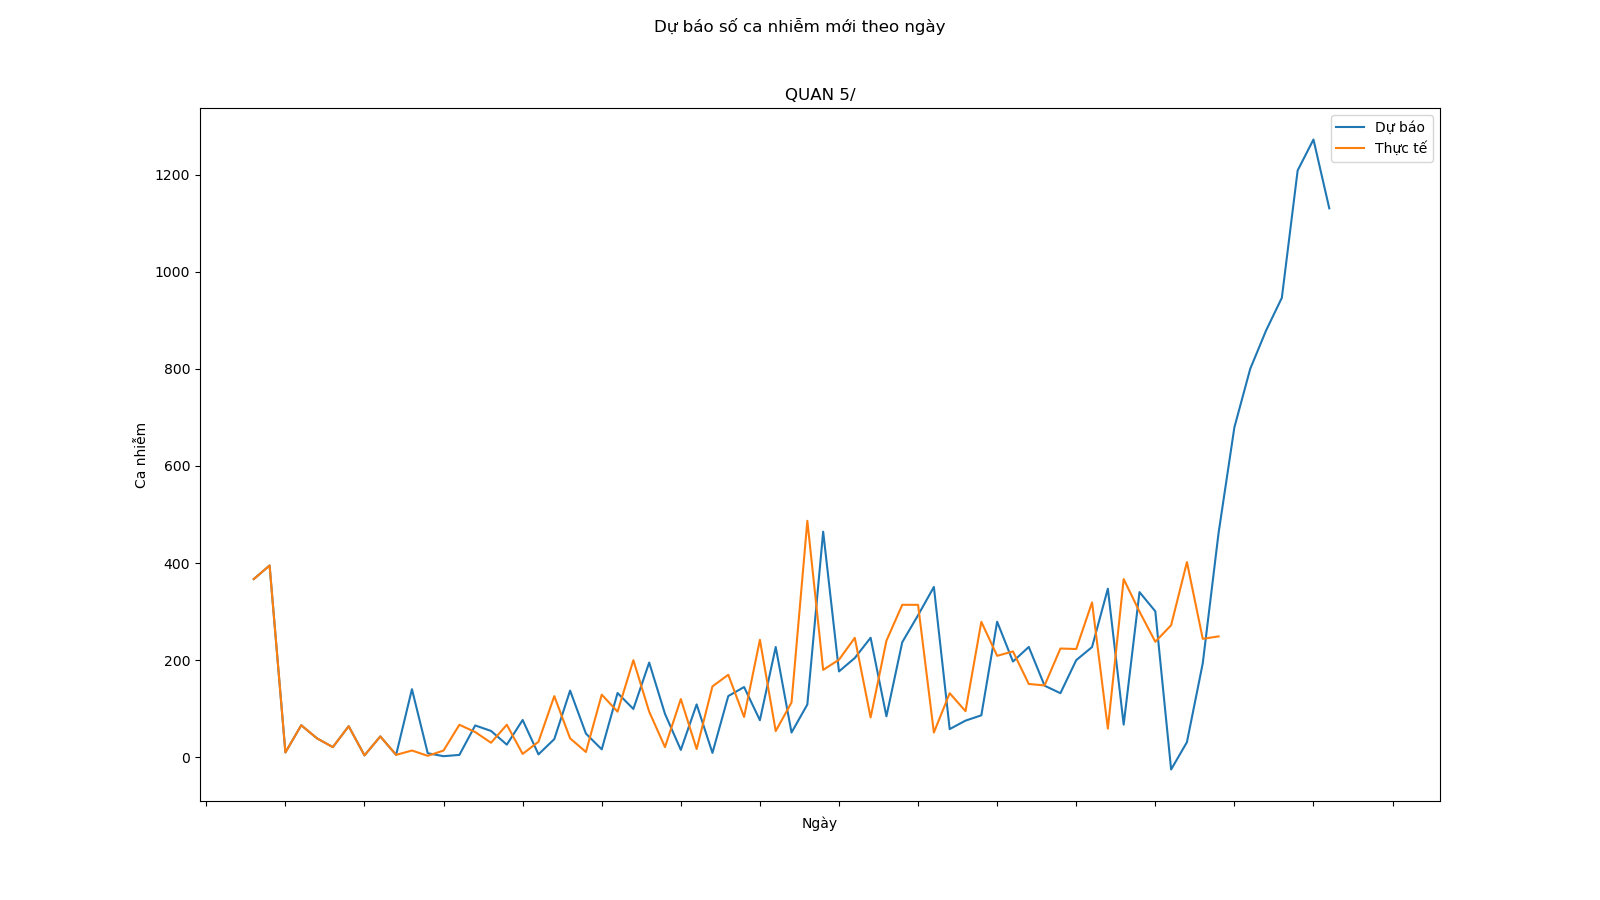 Dự báo số ca nhiễm mới theo ngày
QUAN 5/
Dự báo
Thực tế
1200
1000
800
600
400
200
0
Ca nhiễm
Ngày